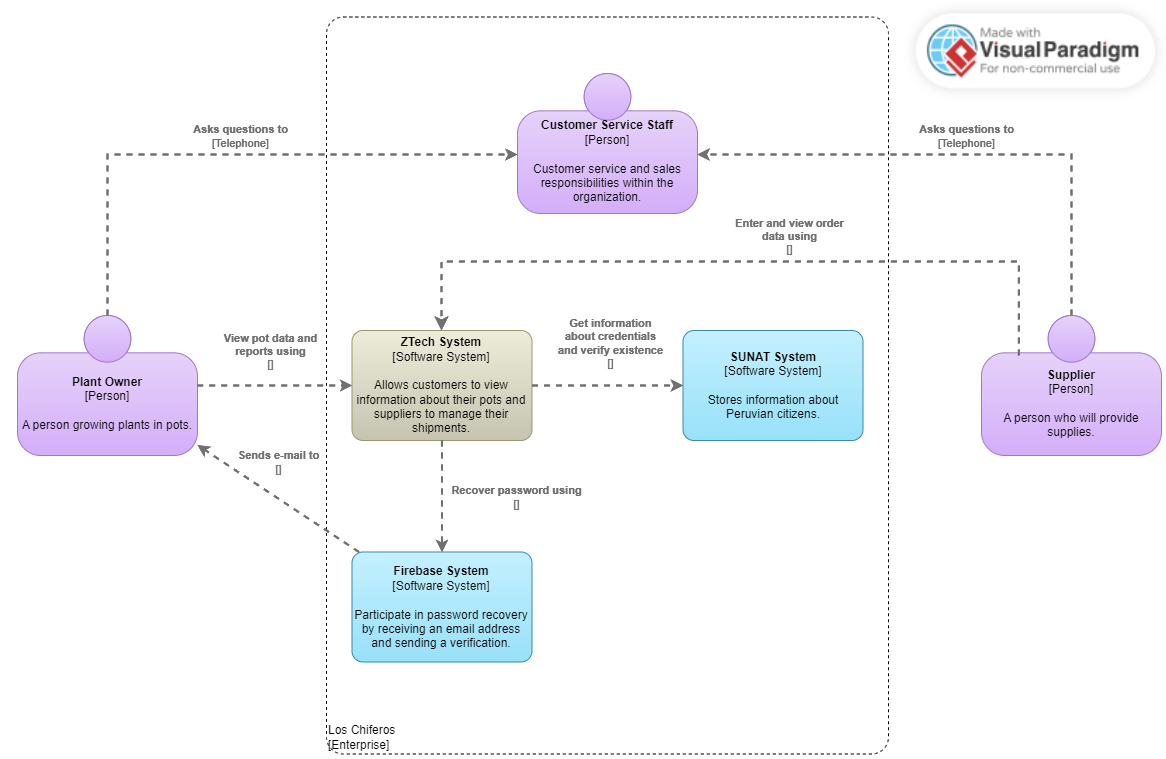 Made with
Visual Paradigm
For non-commercial use
Customer Service Staff
[Person]
Customer service and sales
responsibilities within the
organization.
Asks questions to
[Telephone]
Asks questions to
[Telephone]
Enter and view order
data using
[]
Plant Owner
[Person]
A person growing plants in pots.
View pot data and
reports using
[]
ZTech System
[Software System]
Allows customers to view
information about their pots and
suppliers to manage their
shipments.
Get information
about credentials
and verify existence
[]
SUNAT System
[Software System]
Stores information about
Peruvian citizens.
Supplier
[Person]
A person who will provide
supplies.
Sends e-mail to
[]
Recover password using
[]
Firebase System
[Software System]
Participate in password recovery
by receiving an email address
and sending a verification.
Los Chiferos
[Enterprise]